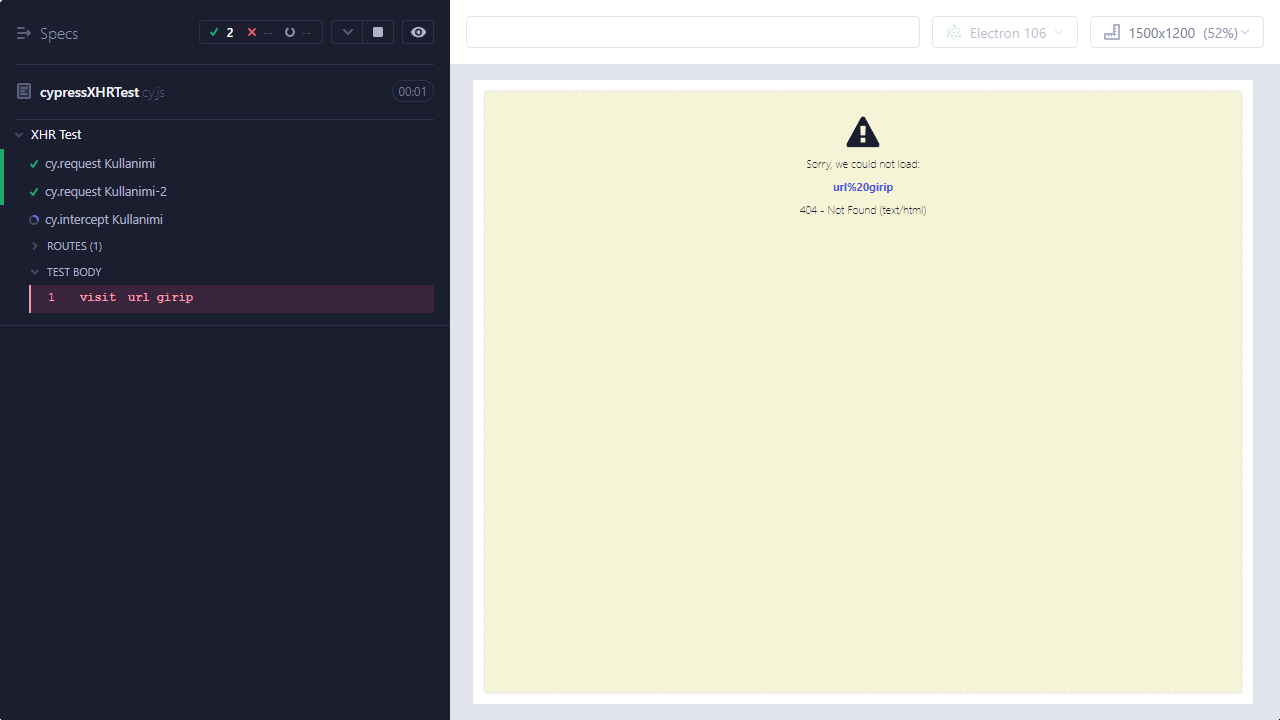 Specs
2
--
--
cypressXHRTest.cy.js
00:01
XHR Test
cy.request Kullanimi
cy.request Kullanimi-2
cy.intercept Kullanimi
ROUTES (1)
TEST BODY
1 visit url girip
Electron 106
1500x1200 (52%)
Sorry, we could not load:
url%20girip
404 - Not Found (text/html)